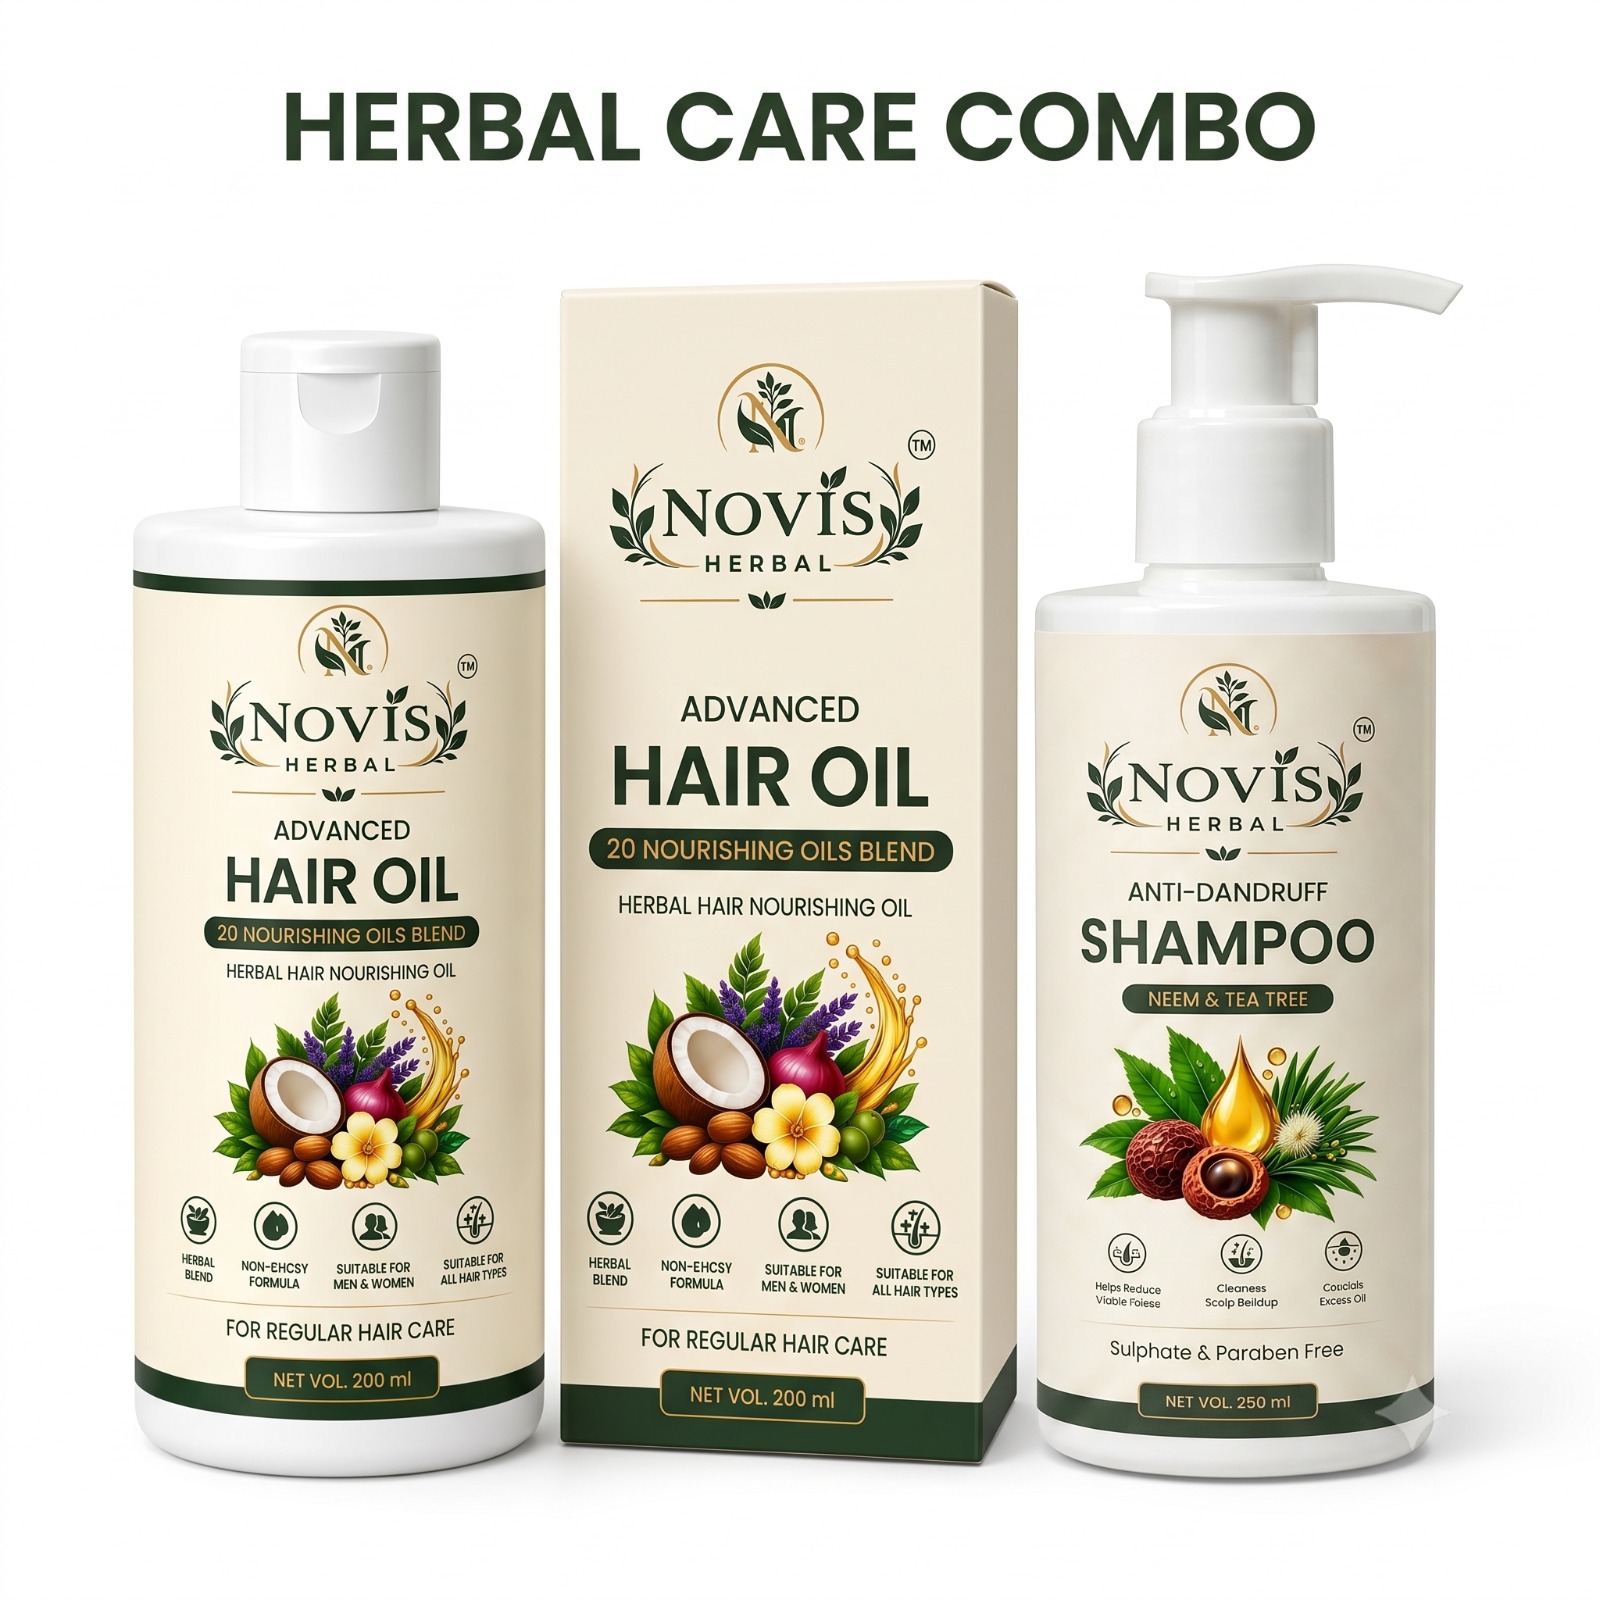 HERBAL CARE COMBO
N
®
TM
NOVIS
HERBAL
ADVANCED
HAIR OIL
20 NOURISHING OILS BLEND
HERBAL HAIR NOURISHING OIL
HERBAL
BLEND
NON-EHCSY
FORMULA
SUITABLE FOR
MEN & WOMEN
SUITABLE FOR
ALL HAIR TYPES
FOR REGULAR HAIR CARE
NET VOL. 200 ml
N
®
TM
NOVIS
HERBAL
ADVANCED
HAIR OIL
20 NOURISHING OILS BLEND
HERBAL HAIR NOURISHING OIL
HERBAL
BLEND
NON-EHCSY
FORMULA
SUITABLE FOR
MEN & WOMEN
SUITABLE FOR
ALL HAIR TYPES
FOR REGULAR HAIR CARE
NET VOL. 200 ml
N
TM
NOVIS
HERBAL
ANTI-DANDRUFF
SHAMPOO
NEEM & TEA TREE
Helps Reduce
Viable Foiese
Cleaness
Scolp Beildup
Couclals
Excess Oil
Sulphate & Paraben Free
NET VOL. 250 ml